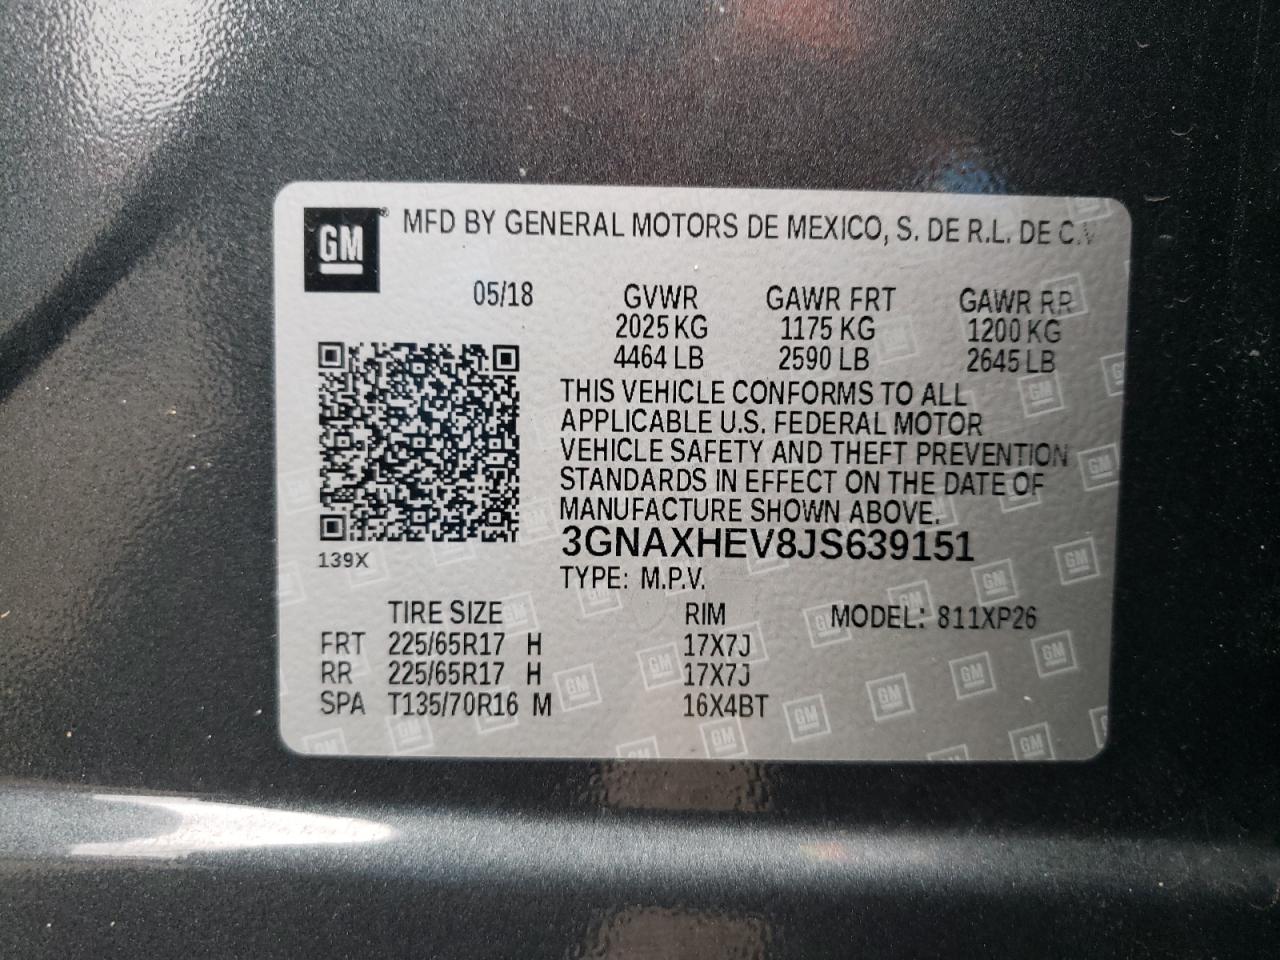 GM® MFD BY GENERAL MOTORS DE MEXICO, S. DE R.L. DE C.V
05/18 GVWR GAWR FRT GAWR RR
2025 KG 1175 KG 1200 KG
4464 LB 2590 LB 2645 LB
THIS VEHICLE CONFORMS TO ALL
APPLICABLE U.S. FEDERAL MOTOR
VEHICLE SAFETY AND THEFT PREVENTION
STANDARDS IN EFFECT ON THE DATE OF
MANUFACTURE SHOWN ABOVE.
3GNAXHEV8JS639151
139X
TYPE: M.P.V.
TIRE SIZE RIM MODEL: 811XP26
FRT 225/65R17 H 17X7J
RR 225/65R17 H 17X7J
SPA T135/70R16 M 16X4BT